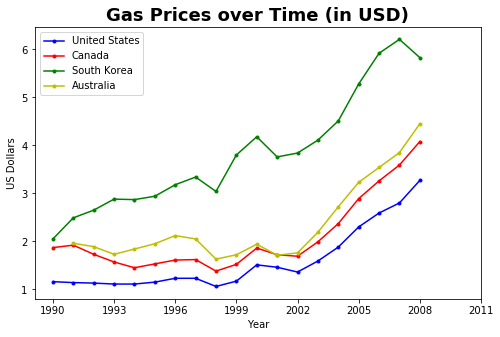 Gas Prices over Time (in USD)
United States
Canada
South Korea
Australia
US Dollars
6
5
4
3
2
1
1990 1993 1996 1999 2002 2005 2008 2011
Year